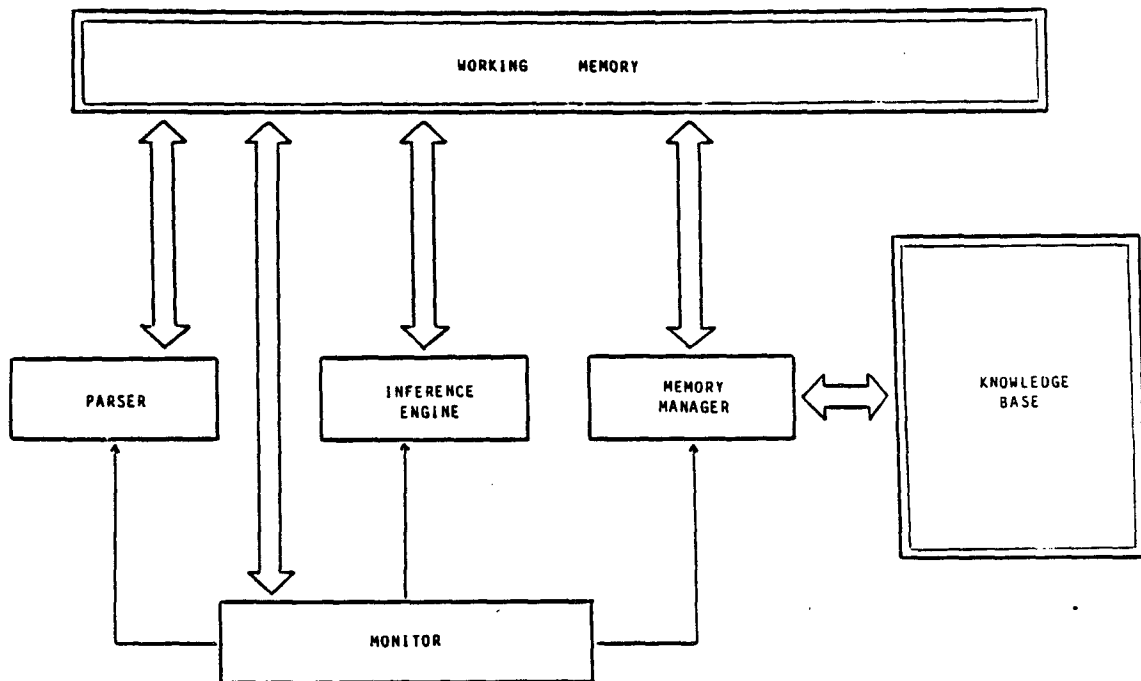 WORKING MEMORY
PARSER
INFERENCE
ENGINE
MEMORY
MANAGER
KNOWLEDGE
BASE
MONITOR